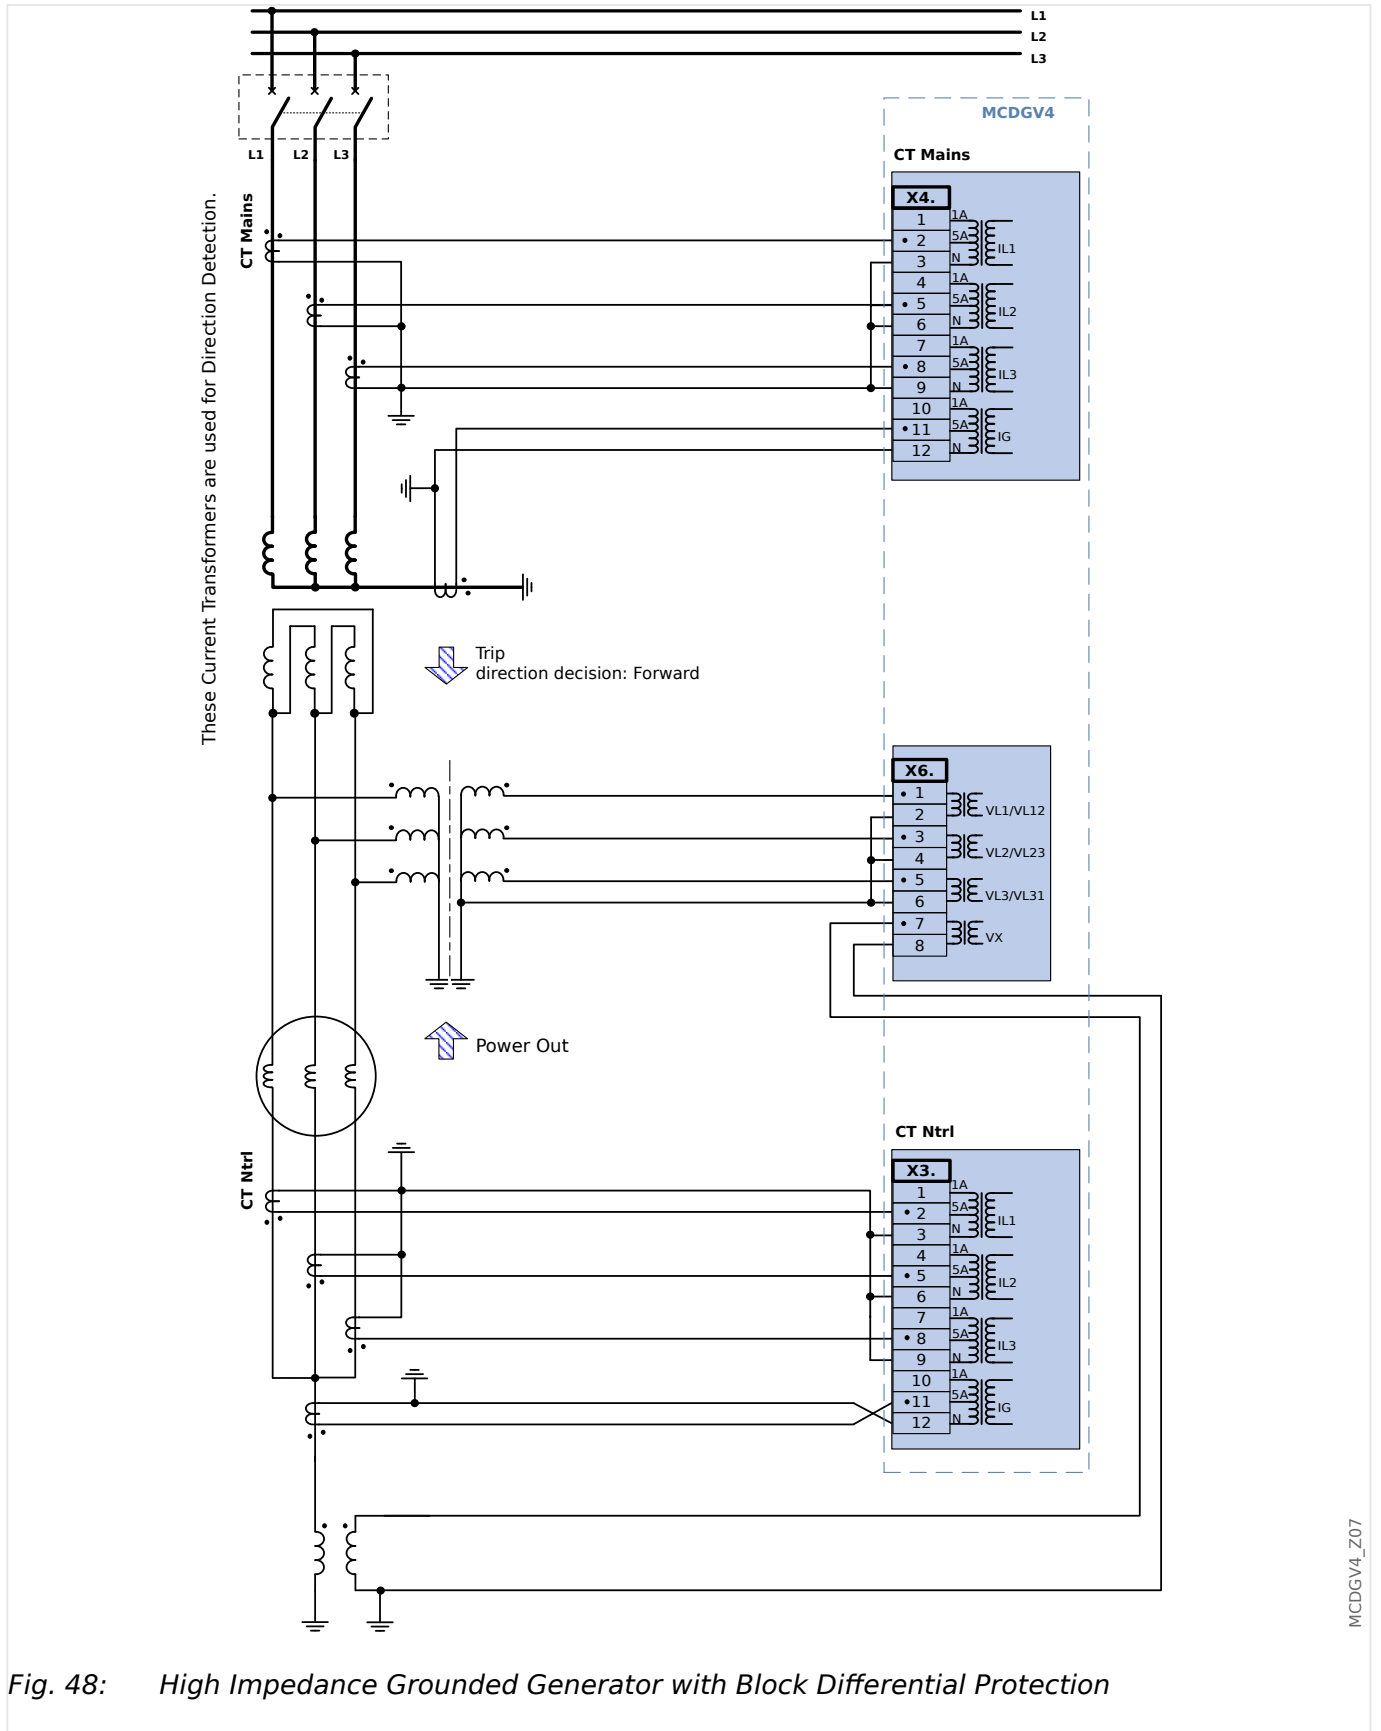 L1
L2
L3
MCDGV4
L1 L2 L3
CT Mains
CT Mains
These Current Transformers are used for Direction Detection.
X4.
1 1A
2 5A IL1
3 N
4 1A
5 5A IL2
6 N
7 1A
8 5A IL3
9 N
10 1A
11 5A IG
12 N
Trip
direction decision: Forward
X6.
1
VL1/VL12
2
3
VL2/VL23
4
5
VL3/VL31
6
7
VX
8
Power Out
CT Ntrl
CT Ntrl
X3.
1 1A
2 5A IL1
3 N
4 1A
5 5A IL2
6 N
7 1A
8 5A IL3
9 N
10 1A
11 5A IG
12 N
MCDGV4_Z07
Fig. 48: High Impedance Grounded Generator with Block Differential Protection